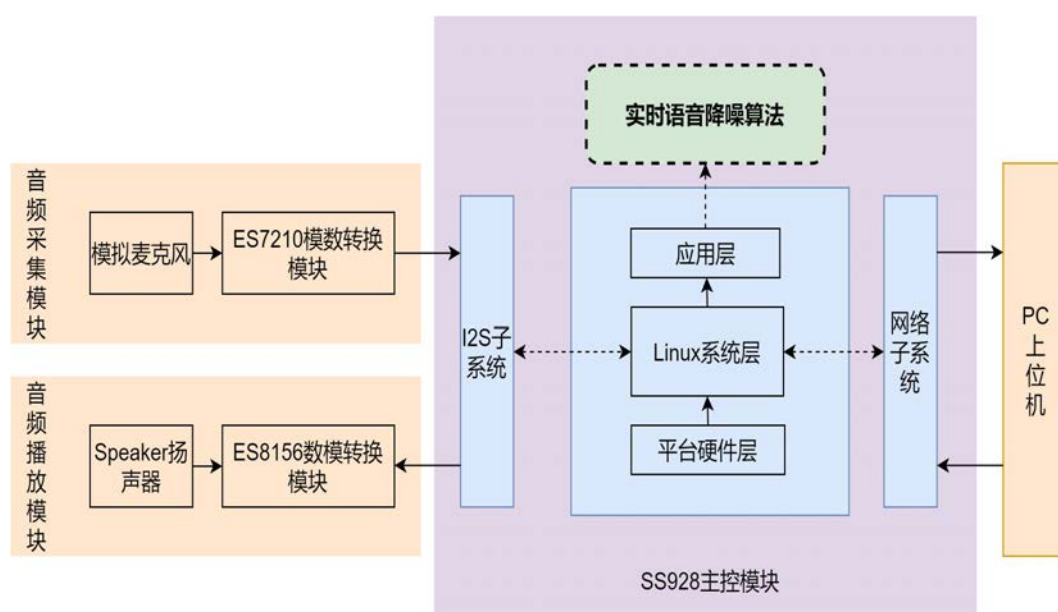 实时语音降噪算法
音频采集模块
模拟麦克风
ES7210模数转换
模块
I2S子
系统
应用层
Linux系统层
平台硬件层
网络
子系
统
PC
上
位
机
音频播放模块
Speaker扬
声器
ES8156数模转换
模块
SS928主控模块